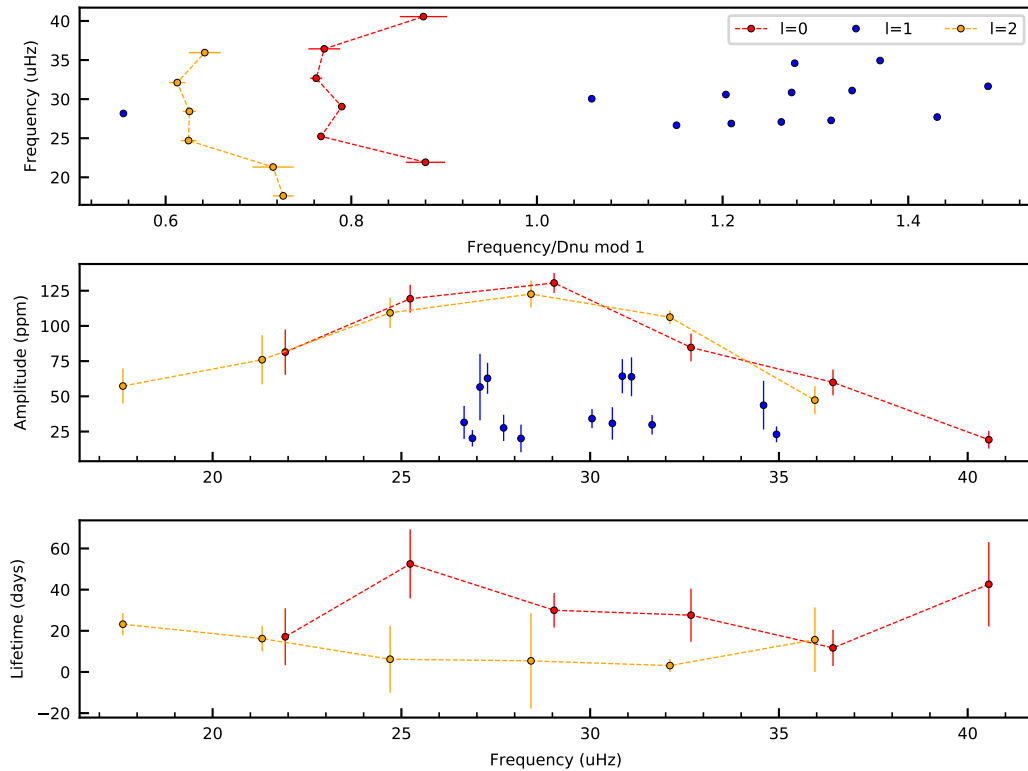 40
35
30
25
20
Frequency (uHz)
l=0 l=1 l=2
0.6 0.8 1.0 1.2 1.4
Frequency/Dnu mod 1
125
100
75
50
25
Amplitude (ppm)
20 25 30 35 40
60
40
20
0
−20
Lifetime (days)
20 25 30 35 40
Frequency (uHz)